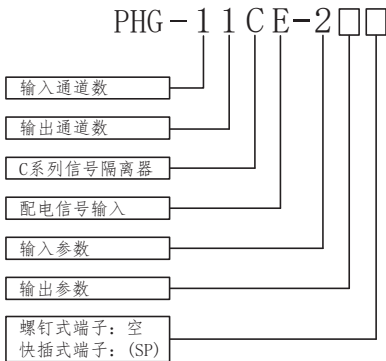 PHG-11CE-2□□
输入通道数
输出通道数
C系列信号隔离器
配电信号输入
输入参数
输出参数
螺钉式端子: 空
快插式端子: (SP)